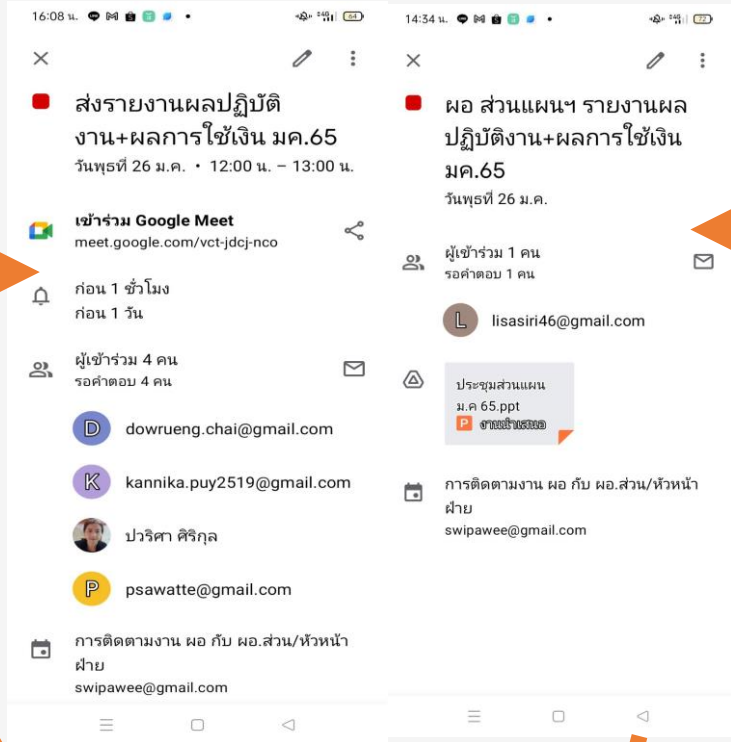 16:08 น.
64
ส่งรายงานผลปฏิบัติ
งาน+ผลการใช้เงิน มค.65
วันพุธที่ 26 ม.ค. • 12:00 น. – 13:00 น.
เข้าร่วม Google Meet
meet.google.com/vct-jdcj-nco
ก่อน 1 ชั่วโมง
ก่อน 1 วัน
ผู้เข้าร่วม 4 คน
รอคำตอบ 4 คน
D dowrueng.chai@gmail.com
K kannika.puy2519@gmail.com
ปวริศา ศิริกุล
P psawatte@gmail.com
การติดตามงาน ผอ กับ ผอ.ส่วน/หัวหน้า
ฝ่าย
swipawee@gmail.com
14:34 น.
72
ผอ ส่วนแผนฯ รายงานผล
ปฏิบัติงาน+ผลการใช้เงิน
มค.65
วันพุธที่ 26 ม.ค.
ผู้เข้าร่วม 1 คน
รอคำตอบ 1 คน
L lisasiri46@gmail.com
ประชุมส่วนแผน
ม.ค 65.ppt
P งานนำเสนอ
การติดตามงาน ผอ กับ ผอ.ส่วน/หัวหน้า
ฝ่าย
swipawee@gmail.com